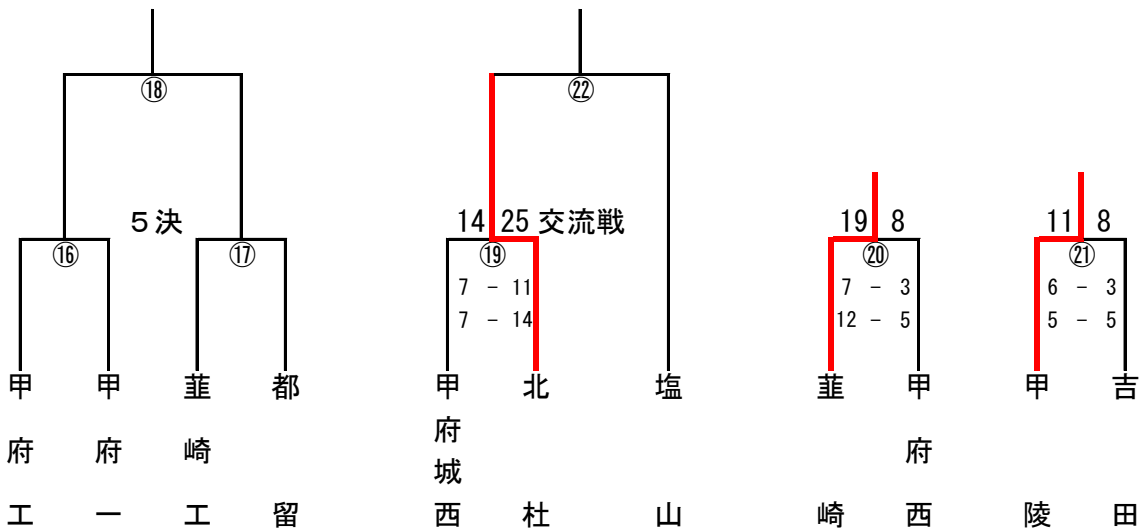 ⑱ ㉒
5決
14 25 交流戦 19 8 11 8
⑯ ⑰ ⑲ ⑳ ㉑
7 - 11 7 - 3 6 - 3
7 - 14 12 - 5 5 - 5
甲府工
甲府一
韮崎工
都留
甲府城西
北杜
塩山
韮崎
甲府西
甲陵
吉田